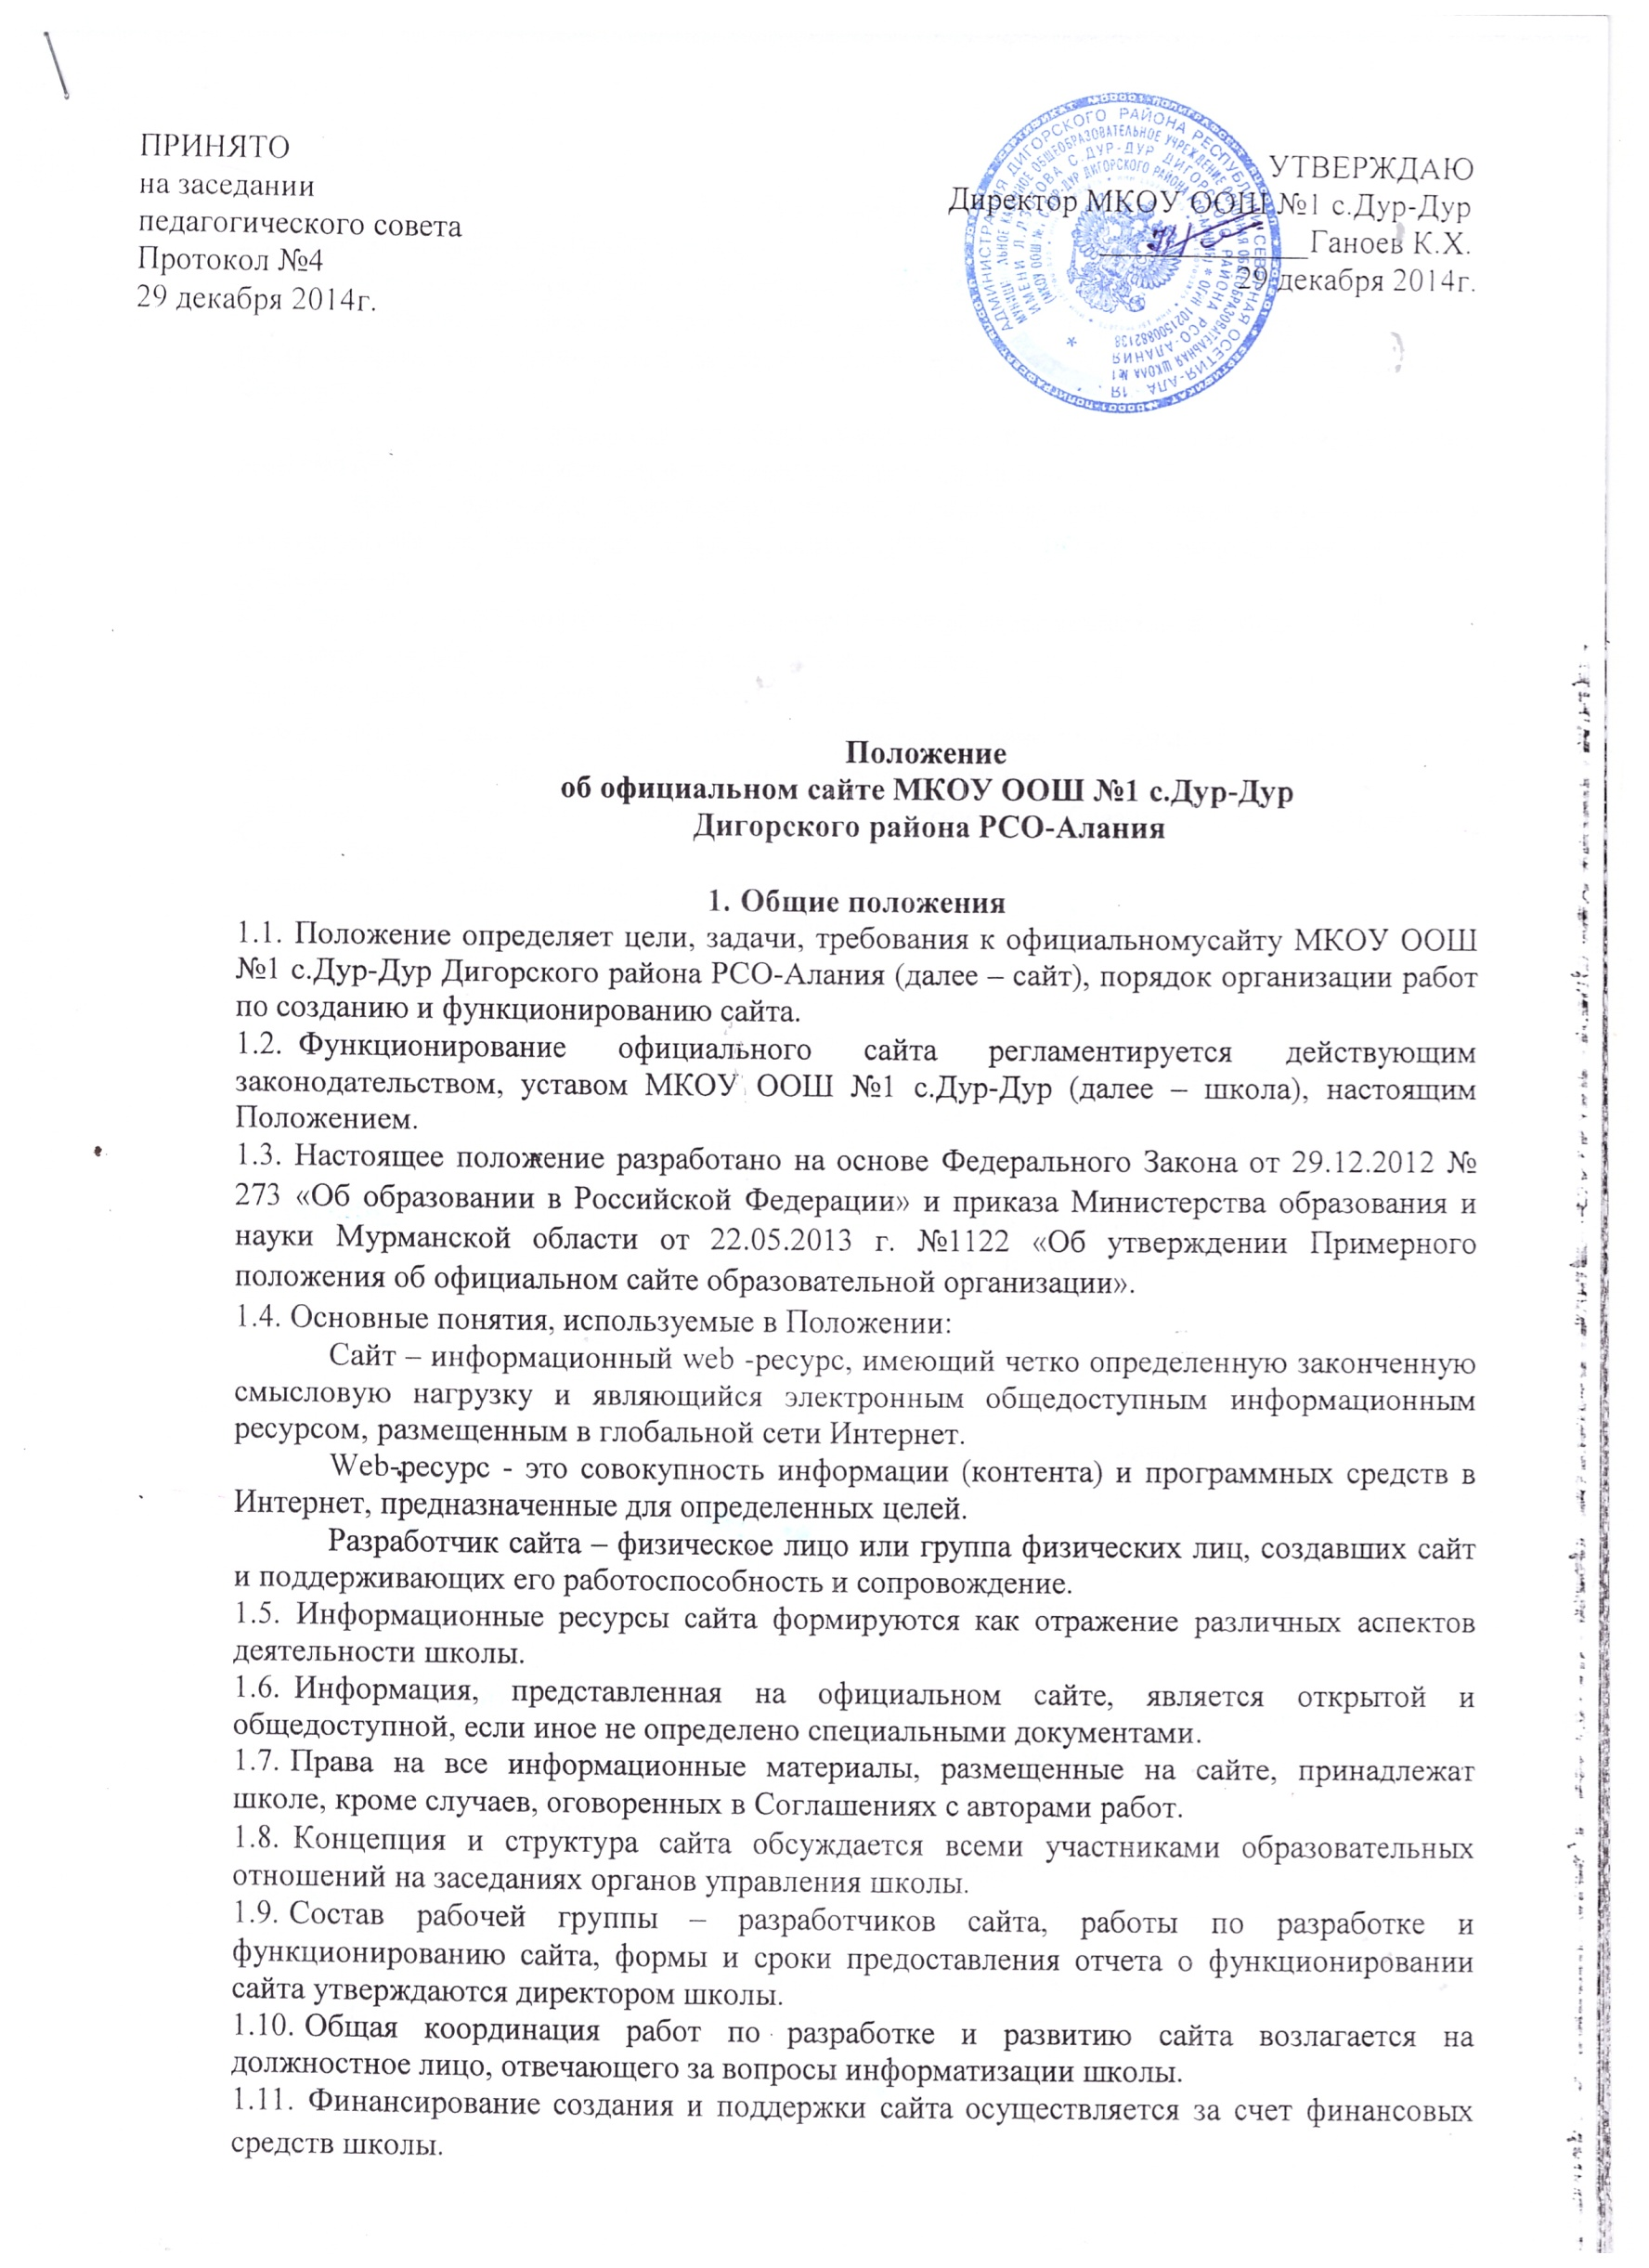 ПРИНЯТО
на заседании
педагогического совета
Протокол №4
29 декабря 2014г.
УТВЕРЖДАЮ
Директор МКОУ ООШ №1 с.Дур-Дур
Ганоев К.Х.
29 декабря 2014г.
Положение
об официальном сайте МКОУ ООШ №1 с.Дур-Дур
Дигорского района РСО-Алания
1. Общие положения
1.1. Положение определяет цели, задачи, требования к официальномусайту МКОУ ООШ
№1 с.Дур-Дур Дигорского района РСО-Алания (далее – сайт), порядок организации работ
по созданию и функционированию сайта.
1.2. Функционирование официального сайта регламентируется действующим
законодательством, уставом МКОУ ООШ №1 с.Дур-Дур (далее – школа), настоящим
Положением.
1.3. Настоящее положение разработано на основе Федерального Закона от 29.12.2012 №
273 «Об образовании в Российской Федерации» и приказа Министерства образования и
науки Мурманской области от 22.05.2013 г. №1122 «Об утверждении Примерного
положения об официальном сайте образовательной организации».
1.4. Основные понятия, используемые в Положении:
Сайт – информационный web -ресурс, имеющий четко определенную законченную
смысловую нагрузку и являющийся электронным общедоступным информационным
ресурсом, размещенным в глобальной сети Интернет.
Web-ресурс - это совокупность информации (контента) и программных средств в
Интернет, предназначенные для определенных целей.
Разработчик сайта – физическое лицо или группа физических лиц, создавших сайт
и поддерживающих его работоспособность и сопровождение.
1.5. Информационные ресурсы сайта формируются как отражение различных аспектов
деятельности школы.
1.6. Информация, представленная на официальном сайте, является открытой и
общедоступной, если иное не определено специальными документами.
1.7. Права на все информационные материалы, размещенные на сайте, принадлежат
школе, кроме случаев, оговоренных в Соглашениях с авторами работ.
1.8. Концепция и структура сайта обсуждается всеми участниками образовательных
отношений на заседаниях органов управления школы.
1.9. Состав рабочей группы – разработчиков сайта, работы по разработке и
функционированию сайта, формы и сроки предоставления отчета о функционировании
сайта утверждаются директором школы.
1.10. Общая координация работ по разработке и развитию сайта возлагается на
должностное лицо, отвечающего за вопросы информатизации школы.
1.11. Финансирование создания и поддержки сайта осуществляется за счет финансовых
средств школы.